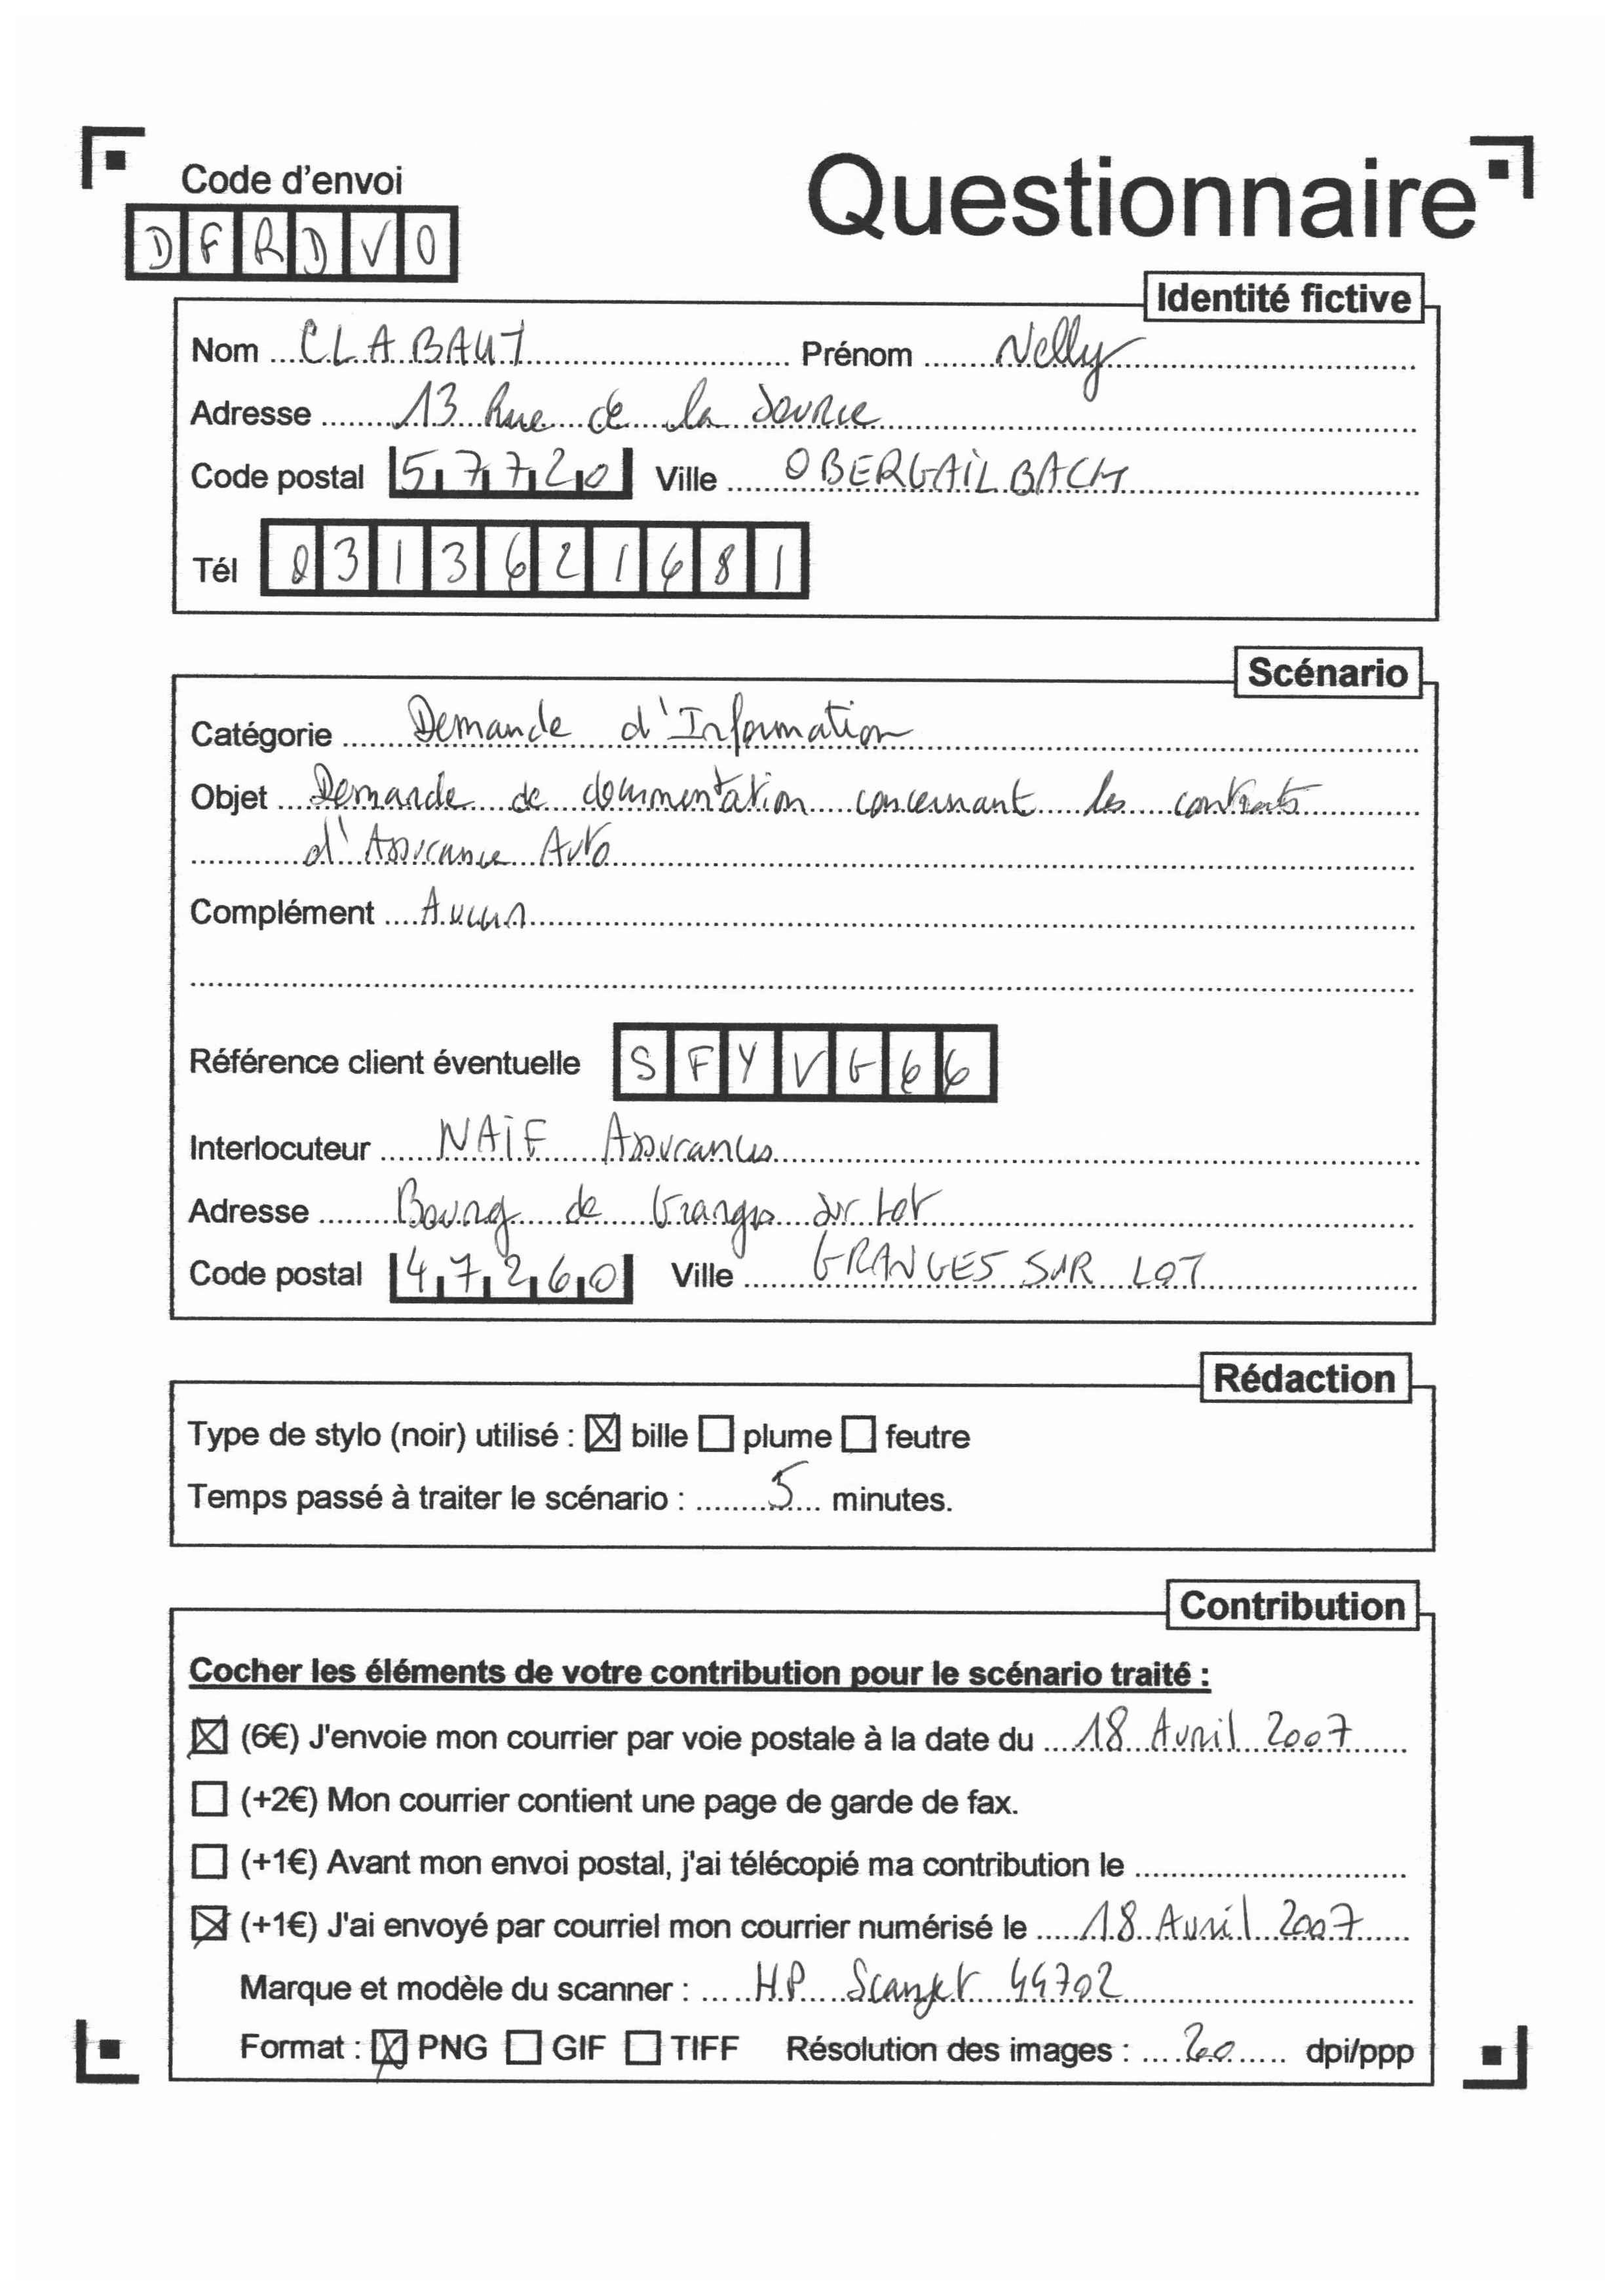 Code d'envoi
Questionnaire
D F R D V O
Identité fictive
Nom CLABAUT Prénom Nelly
Adresse 13 Rue de la Source
Code postal 57720 Ville OBERGAILBACH
Tél 0313621681
Scénario
Catégorie Demande d'Information
Objet Demande de documentation concernant les contrats
d'Assurance Auto
Complément Aucun
Référence client éventuelle SFYVG66
Interlocuteur NAIF Assurances
Adresse Bourg de Granges sur Lot
Code postal 47260 Ville GRANGES SUR LOT
Rédaction
Type de stylo (noir) utilisé : ☒ bille ☐ plume ☐ feutre
Temps passé à traiter le scénario : 5 minutes.
Contribution
Cocher les éléments de votre contribution pour le scénario traité :
☒ (6€) J'envoie mon courrier par voie postale à la date du 18 Avril 2007
☐ (+2€) Mon courrier contient une page de garde de fax.
☐ (+1€) Avant mon envoi postal, j'ai télécopié ma contribution le
☒ (+1€) J'ai envoyé par courriel mon courrier numérisé le 18 Avril 2007
Marque et modèle du scanner : HP Scanjet
Format : ☒ PNG ☐ GIF ☐ TIFF Résolution des images : dpi/ppp